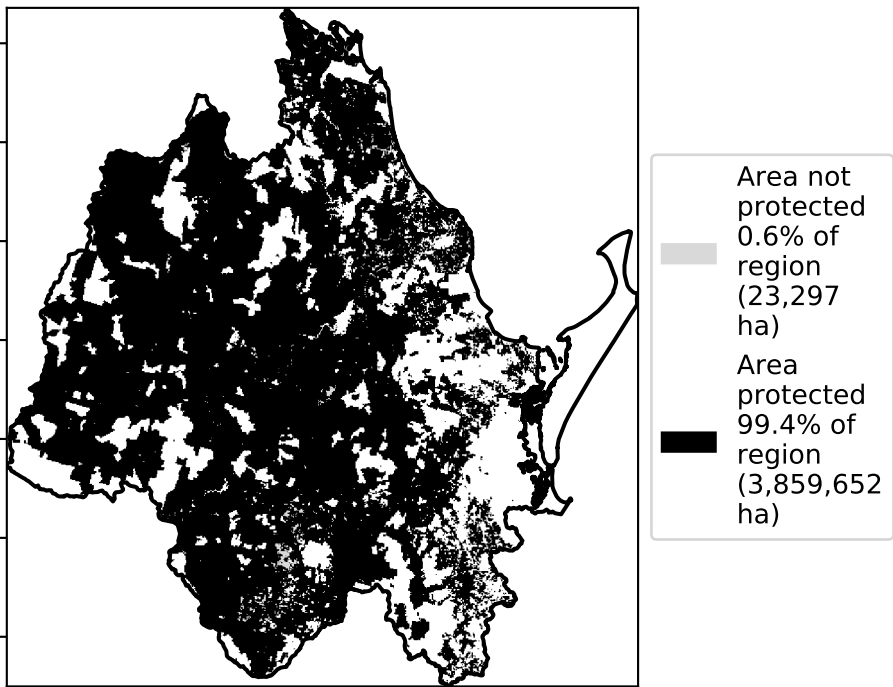 Area not
protected
0.6% of
region
(23,297
ha)
Area
protected
99.4% of
region
(3,859,652
ha)